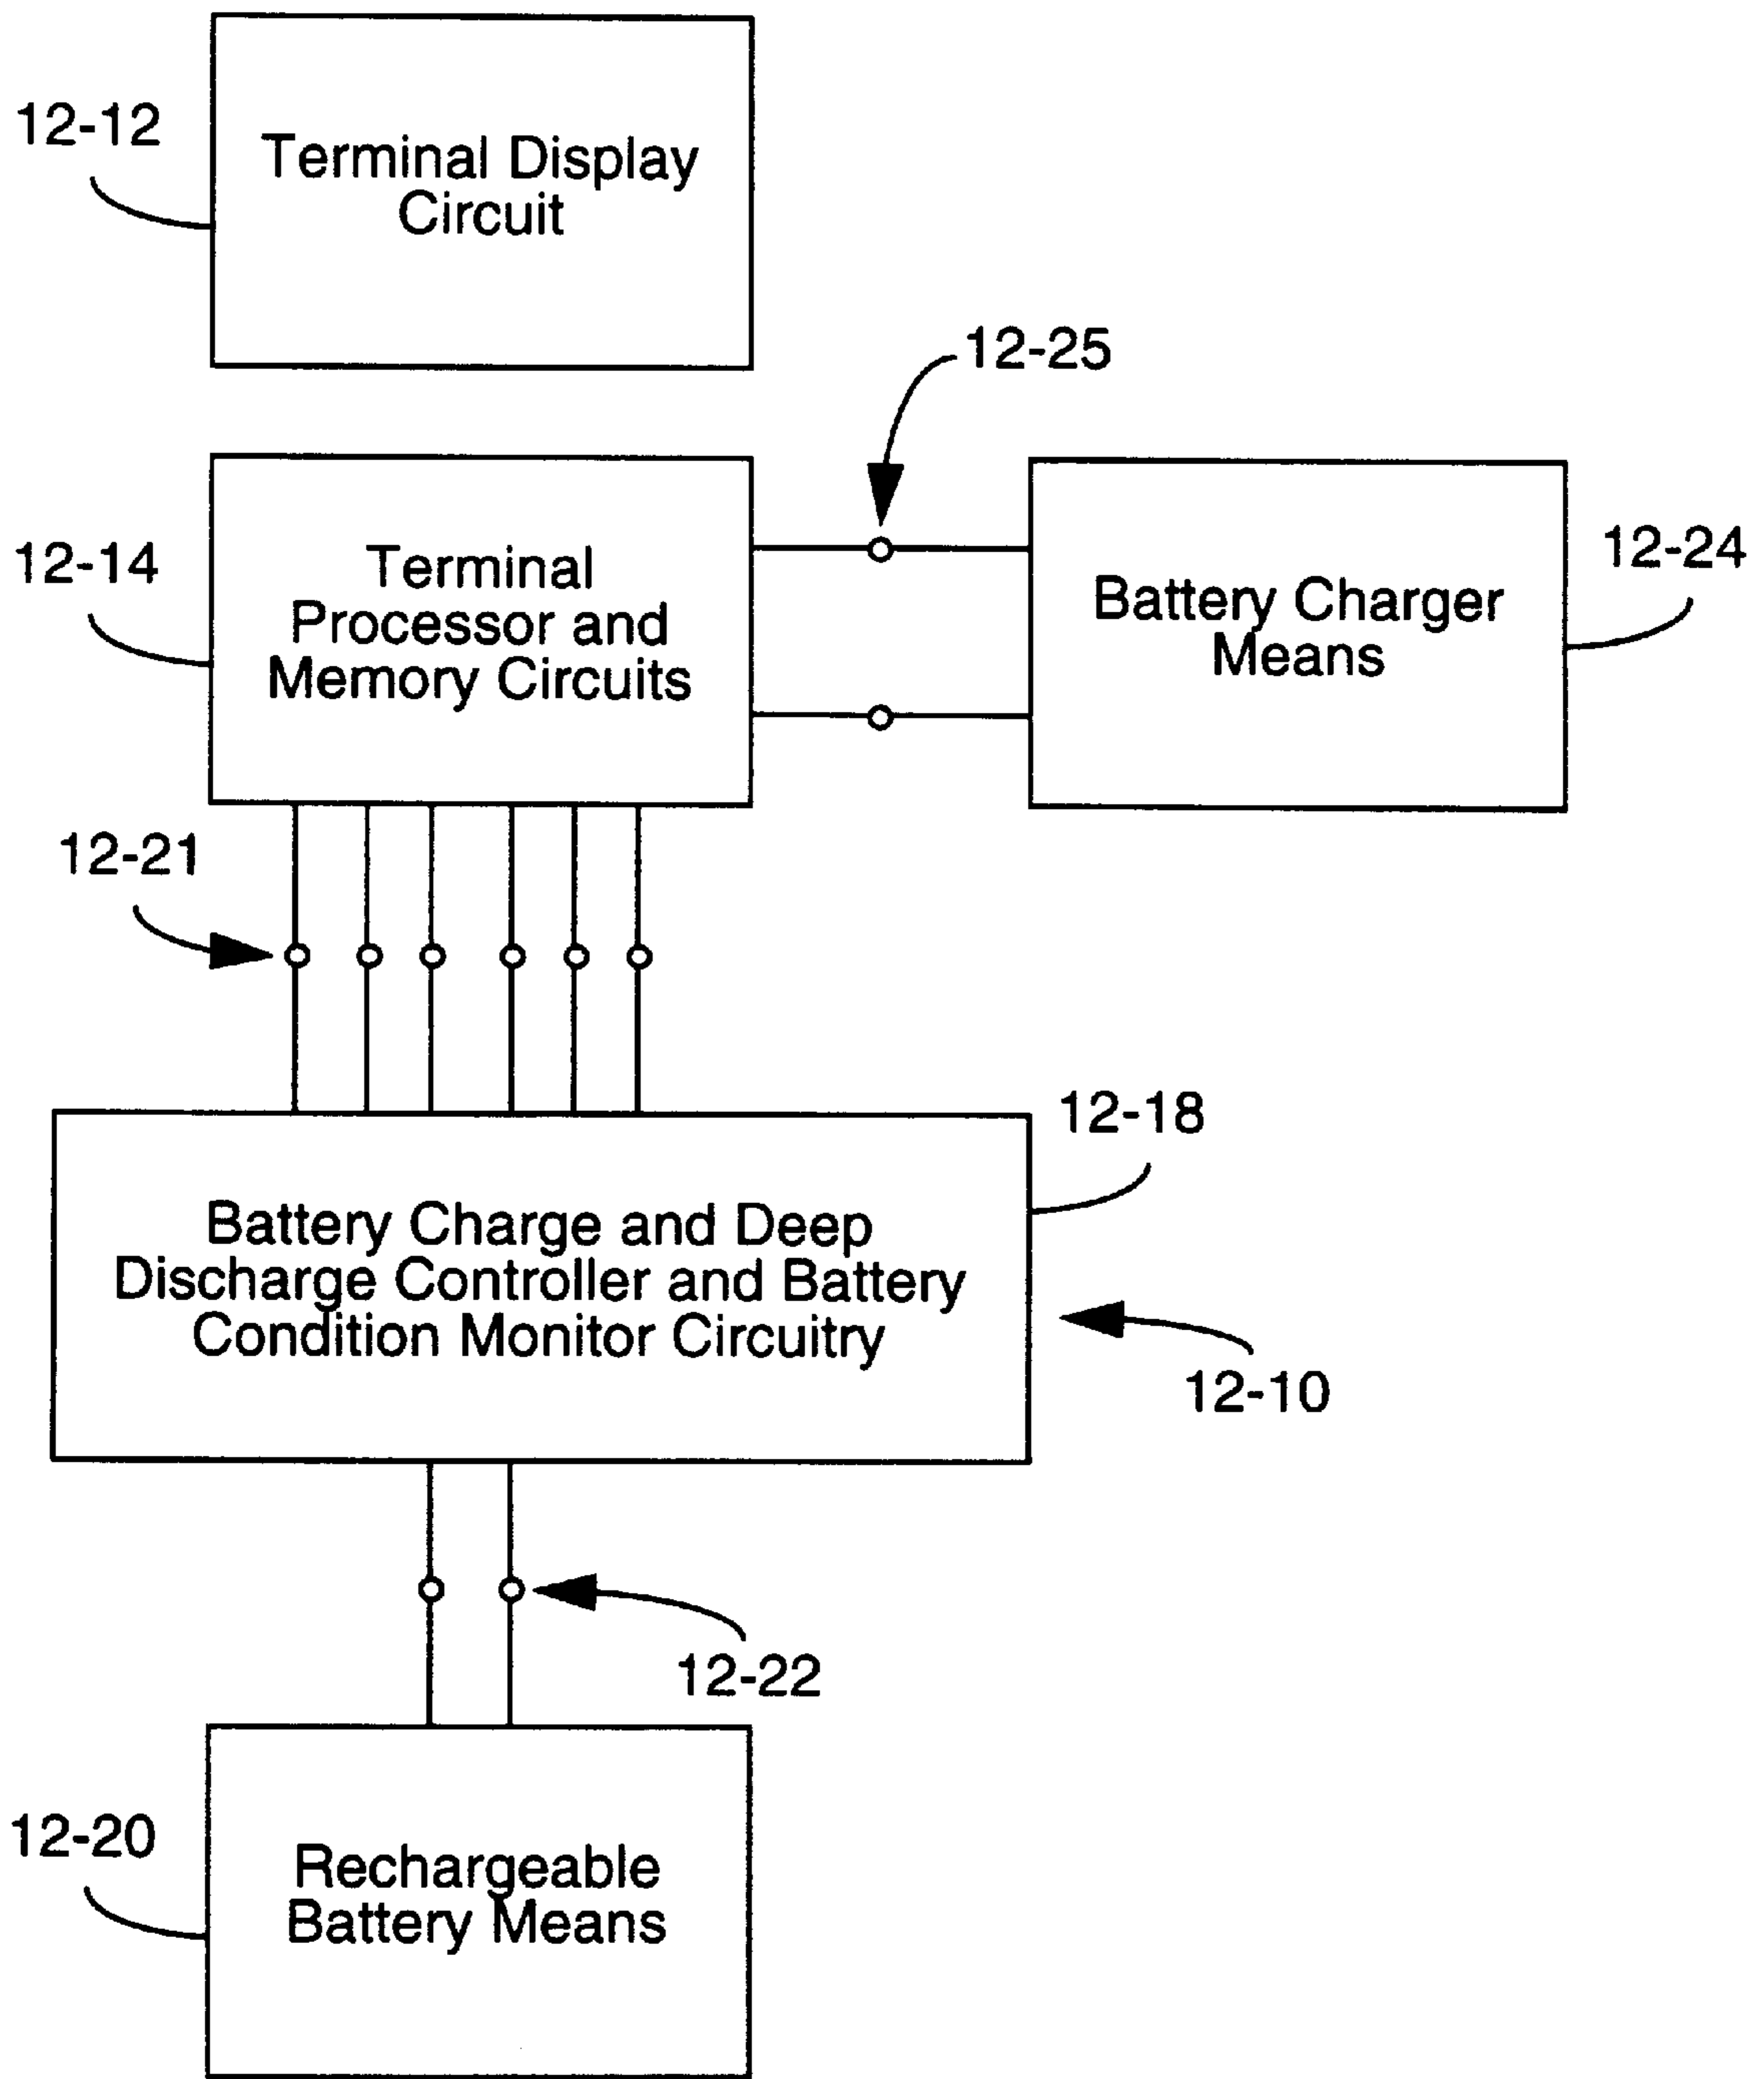 12-12
Terminal Display
Circuit
12-25
12-14
Terminal
Processor and
Memory Circuits
Battery Charger
Means
12-24
12-21
12-18
Battery Charge and Deep
Discharge Controller and Battery
Condition Monitor Circuitry
12-10
12-22
12-20
Rechargeable
Battery Means